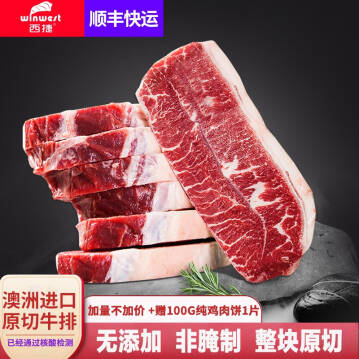 winwest
西捷
顺丰快运
澳洲进口
原切牛排
已经通过核酸检测
加量不加价 +赠100G纯鸡肉饼1片
无添加 非腌制 整块原切